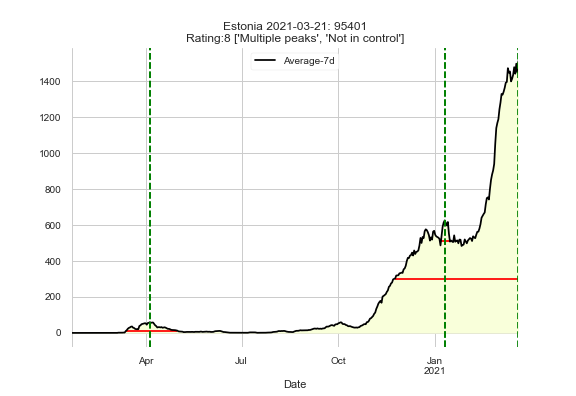 Estonia 2021-03-21: 95401
Rating:8 ['Multiple peaks', 'Not in control']
Average-7d
1400
1200
1000
800
600
400
200
0
Apr Jul Oct Jan
2021
Date